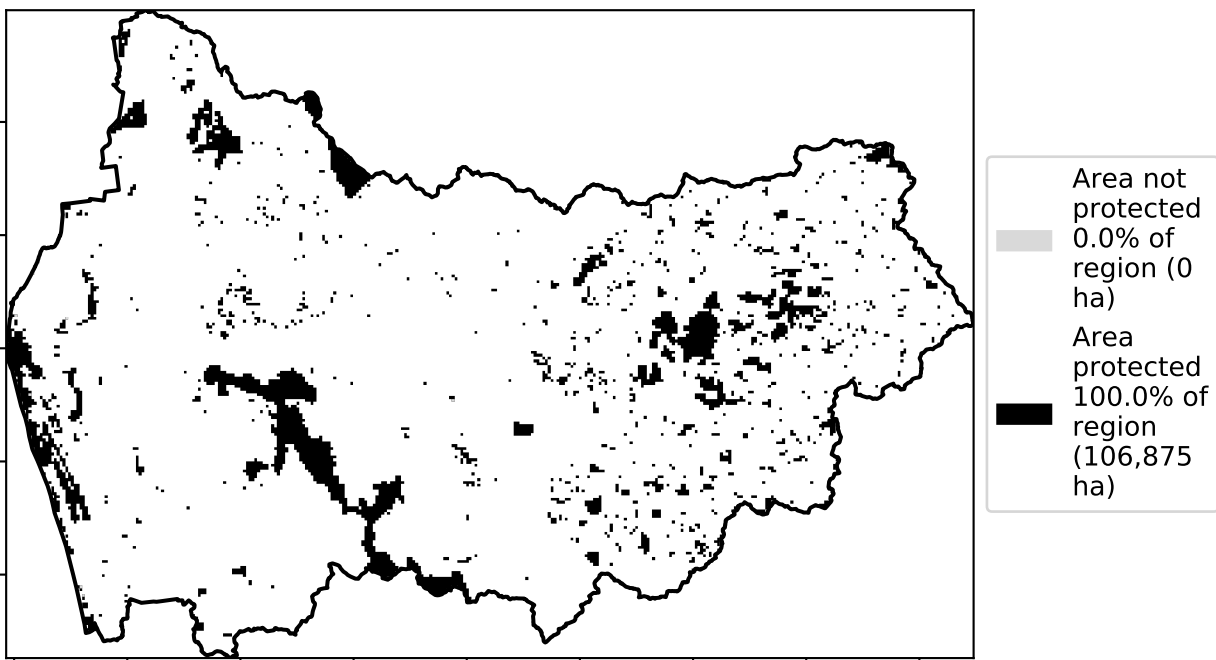 Area not
protected
0.0% of
region (0
ha)
Area
protected
100.0% of
region
(106,875
ha)